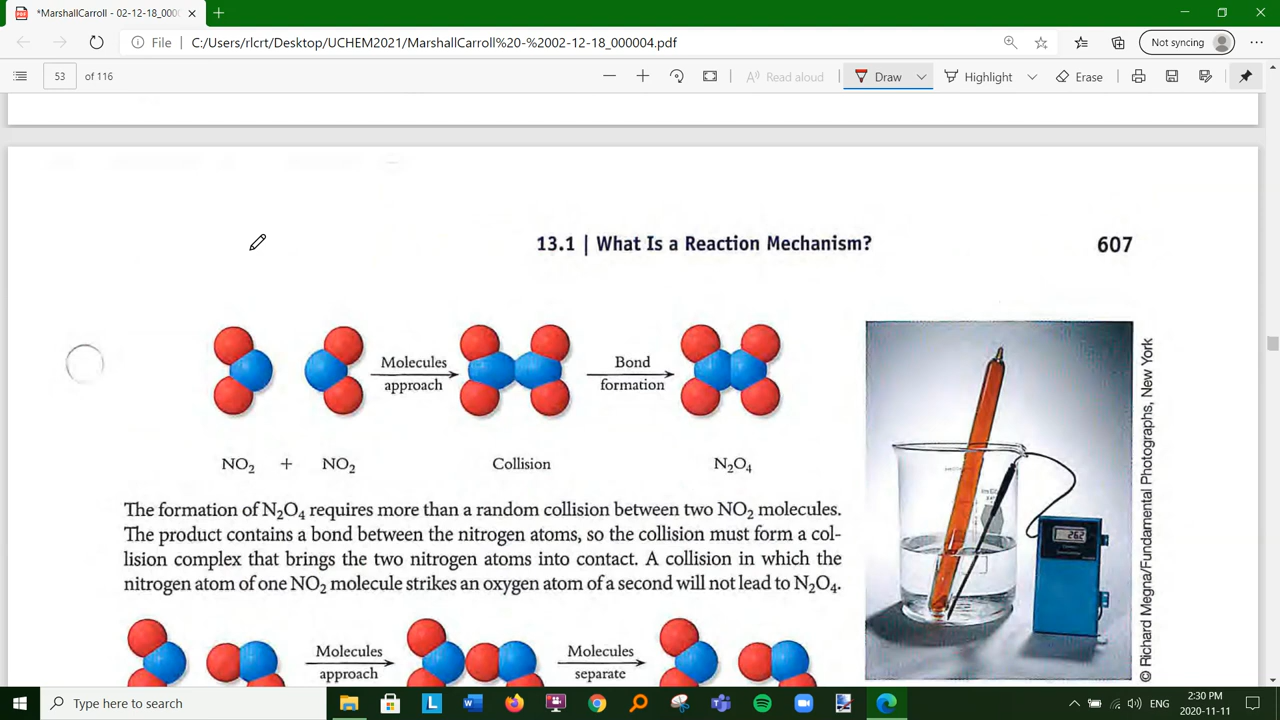 *MarshallCarroll - 02-12-18_000
File
C:/Users/rlcrt/Desktop/UCHEM2021/MarshallCarroll%20-%2002-12-18_000004.pdf
Not syncing
53 of 116
Read aloud
Draw
Highlight
Erase
13.1 | What Is a Reaction Mechanism?
607
Molecules
approach
Bond
formation
NO₂ + NO₂
Collision
N₂O₄
The formation of N₂O₄ requires more than a random collision between two NO₂ molecules.
The product contains a bond between the nitrogen atoms, so the collision must form a col-
lision complex that brings the two nitrogen atoms into contact. A collision in which the
nitrogen atom of one NO₂ molecule strikes an oxygen atom of a second will not lead to N₂O₄.
© Richard Megna/Fundamental Photographs, New York
Molecules
approach
Molecules
separate
Type here to search
ENG
2:30 PM
2020-11-11